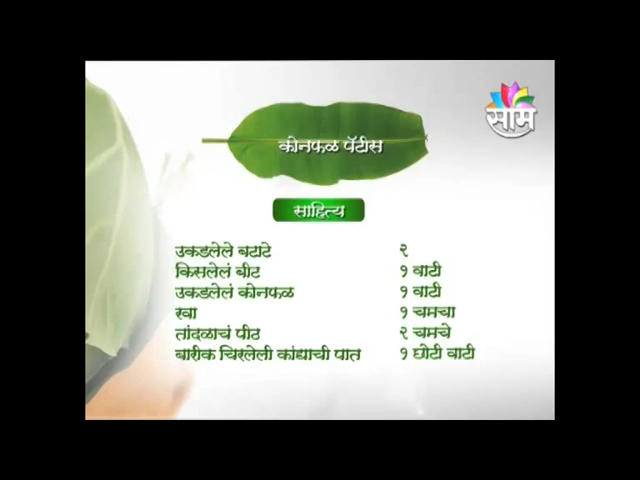 साम
कोनफळ पॅटीस
साहित्य
उकडलेले बटाटे २
किसलेलं बीट १ वाटी
उकडलेलं कोनफळ १ वाटी
रवा १ चमचा
तांदळाचं पीठ २ चमचे
बारीक चिरलेली कांद्याची पात १ छोटी वाटी